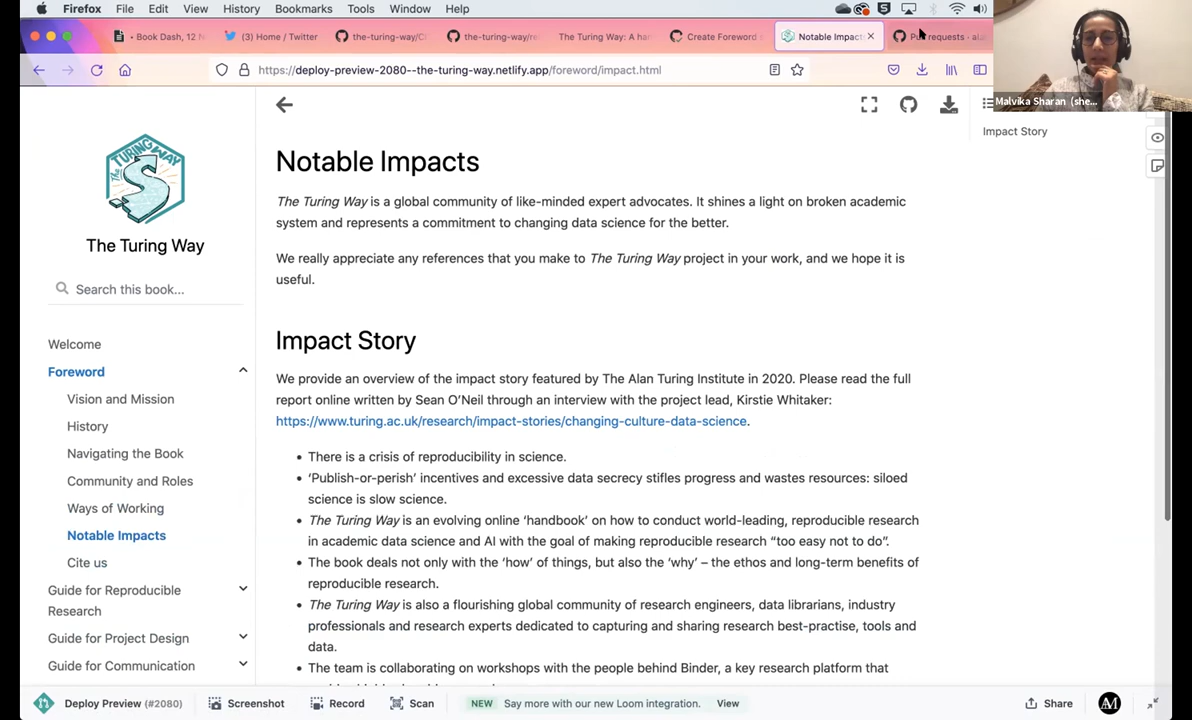 Firefox File Edit View History Bookmarks Tools Window Help
• Book Dash, 12 N
(3) Home / Twitter
the-turing-way/C
the-turing-way/re
The Turing Way: A ha
Create Foreword
Notable Impact
Pull requests · ala
https://deploy-preview-2080--the-turing-way.netlify.app/foreword/impact.html
Malvika Sharan (she...
THE TURING WAY
The Turing Way
Search this book...
Welcome
Foreword
Vision and Mission
History
Navigating the Book
Community and Roles
Ways of Working
Notable Impacts
Cite us
Guide for Reproducible
Research
Guide for Project Design
Guide for Communication
Notable Impacts
The Turing Way is a global community of like-minded expert advocates. It shines a light on broken academic
system and represents a commitment to changing data science for the better.
We really appreciate any references that you make to The Turing Way project in your work, and we hope it is
useful.
Impact Story
We provide an overview of the impact story featured by The Alan Turing Institute in 2020. Please read the full
report online written by Sean O’Neil through an interview with the project lead, Kirstie Whitaker:
https://www.turing.ac.uk/research/impact-stories/changing-culture-data-science.
• There is a crisis of reproducibility in science.
• ‘Publish-or-perish’ incentives and excessive data secrecy stifles progress and wastes resources: siloed
science is slow science.
• The Turing Way is an evolving online ‘handbook’ on how to conduct world-leading, reproducible research
in academic data science and AI with the goal of making reproducible research “too easy not to do”.
• The book deals not only with the ‘how’ of things, but also the ‘why’ – the ethos and long-term benefits of
reproducible research.
• The Turing Way is also a flourishing global community of research engineers, data librarians, industry
professionals and research experts dedicated to capturing and sharing research best-practise, tools and
data.
• The team is collaborating on workshops with the people behind Binder, a key research platform that
Impact Story
Deploy Preview (#2080)
Screenshot
Record
Scan
NEW Say more with our new Loom integration. View
Share